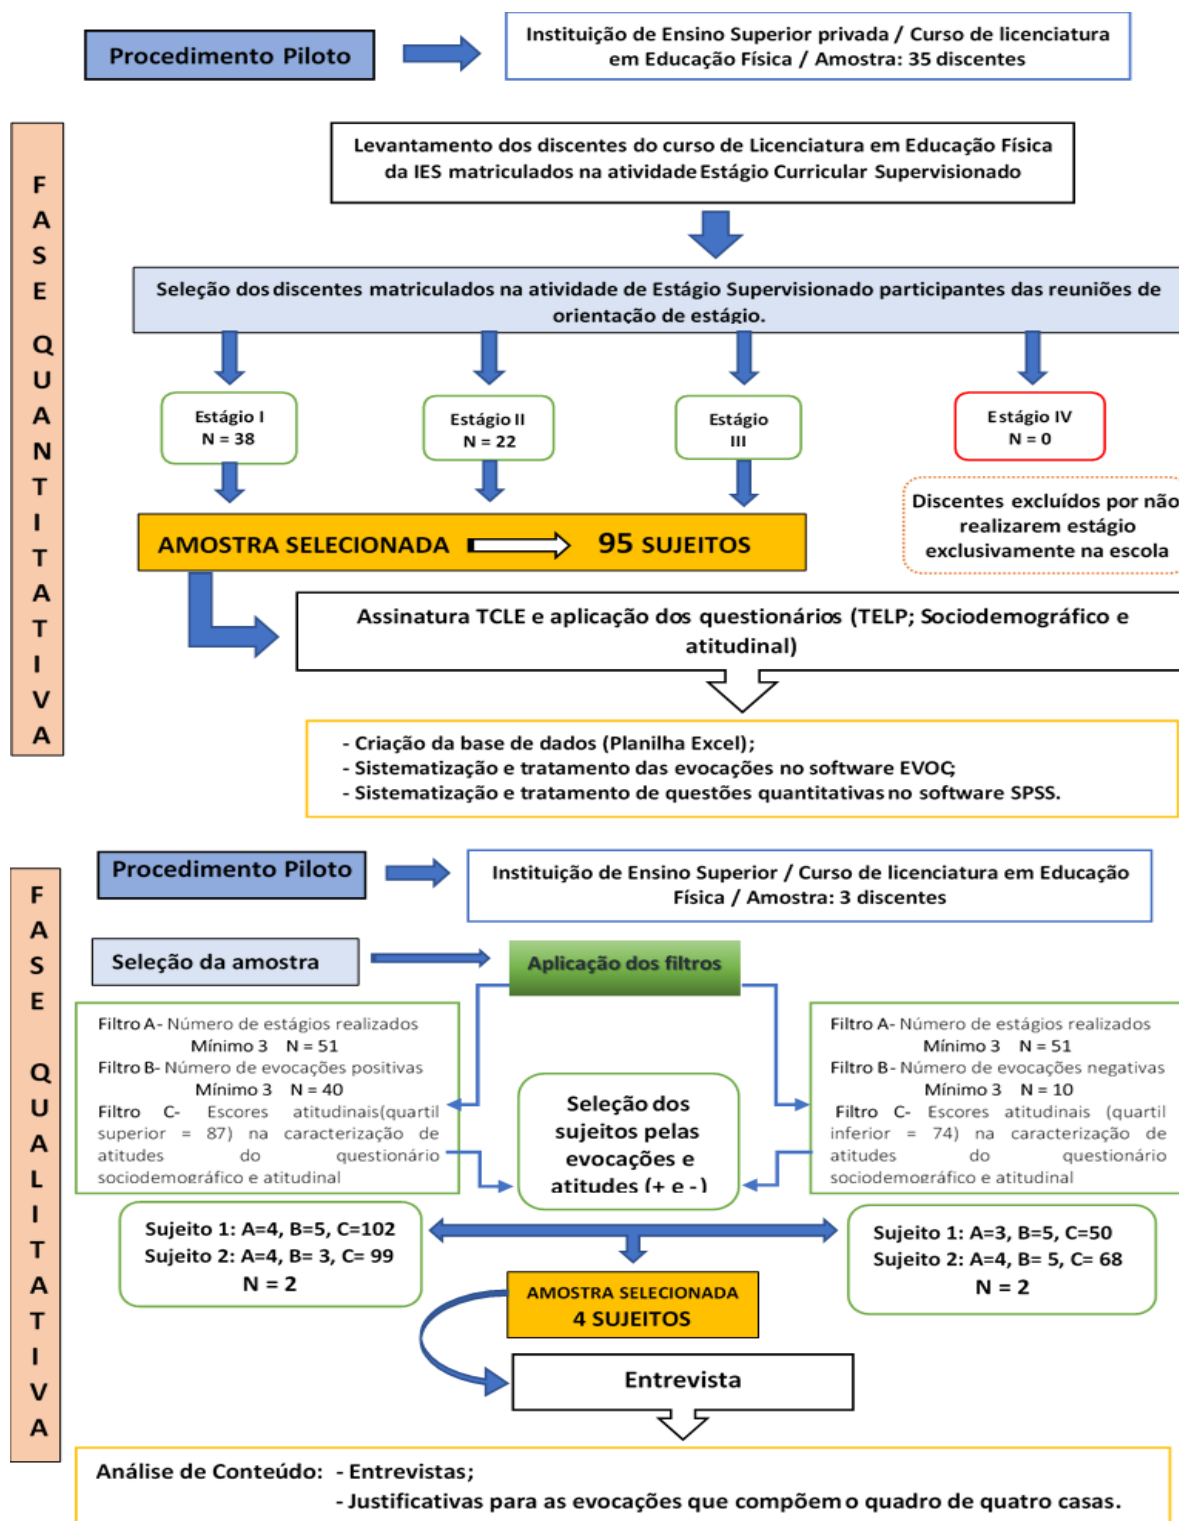 Procedimento Piloto
Instituição de Ensino Superior privada / Curso de licenciatura
em Educação Física / Amostra: 35 discentes
FASE QUANTITATIVA
Levantamento dos discentes do curso de Licenciatura em Educação Física
da IES matriculados na atividade Estágio Curricular Supervisionado
Seleção dos discentes matriculados na atividade de Estágio Supervisionado participantes das reuniões de
orientação de estágio.
Estágio I
N = 38
Estágio II
N = 22
Estágio
III
Estágio IV
N = 0
Discentes excluídos por não
realizarem estágio
exclusivamente na escola
AMOSTRA SELECIONADA 95 SUJEITOS
Assinatura TCLE e aplicação dos questionários (TELP; Sociodemográfico e
atitudinal)
- Criação da base de dados (Planilha Excel);
- Sistematização e tratamento das evocações no software EVOC;
- Sistematização e tratamento de questões quantitativas no software SPSS.
FASE QUALITATIVA
Procedimento Piloto
Instituição de Ensino Superior / Curso de licenciatura em Educação
Física / Amostra: 3 discentes
Seleção da amostra
Aplicação dos filtros
Filtro A- Número de estágios realizados
Mínimo 3 N = 51
Filtro B- Número de evocações positivas
Mínimo 3 N = 40
Filtro C- Escores atitudinais(quartil
superior = 87) na caracterização de
atitudes do questionário
sociodemográfico e atitudinal
Seleção dos
sujeitos pelas
evocações e
atitudes (+ e -)
Filtro A- Número de estágios realizados
Mínimo 3 N = 51
Filtro B- Número de evocações negativas
Mínimo 3 N = 10
Filtro C- Escores atitudinais (quartil
inferior = 74) na caracterização de
atitudes do questionário
sociodemográfico e atitudinal
Sujeito 1: A=4, B=5, C=102
Sujeito 2: A=4, B= 3, C= 99
N = 2
Sujeito 1: A=3, B=5, C=50
Sujeito 2: A=4, B= 5, C= 68
N = 2
AMOSTRA SELECIONADA
4 SUJEITOS
Entrevista
Análise de Conteúdo: - Entrevistas;
- Justificativas para as evocações que compõem o quadro de quatro casas.